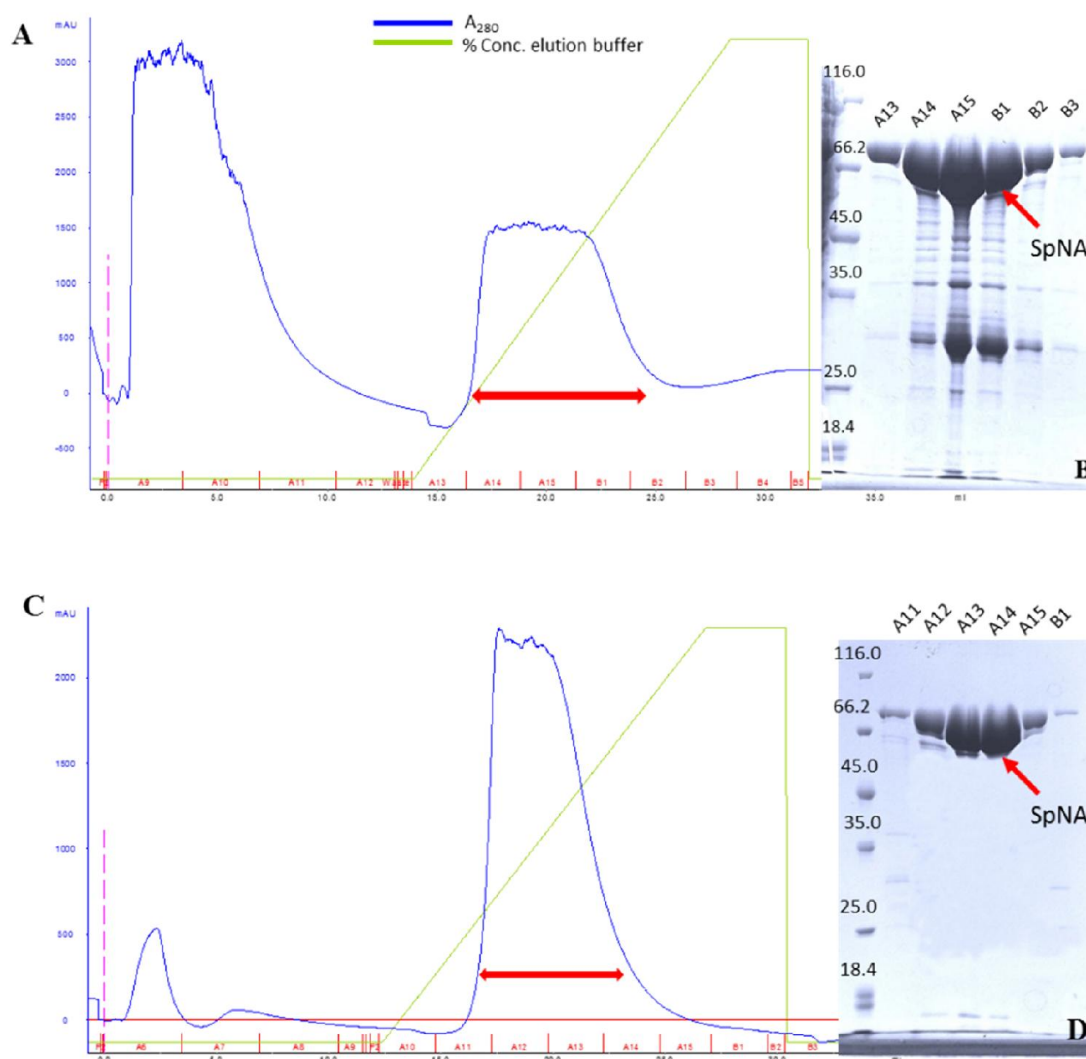 A
mAU
3000
2500
2000
1500
1000
500
0
-500
A280
% Conc. elution buffer
A9 A10 A11 A12 A13 A14 A15 B1 B2 B3 B4 B5
0.0 5.0 10.0 15.0 20.0 25.0 30.0 35.0 ml
116.0
66.2
45.0
35.0
25.0
18.4
A13 A14 A15 B1 B2 B3
SpNA
C
mAU
2000
1500
1000
500
0
A6 A7 A8 A9 F2 A10 A11 A12 A13 A14 A15 B1 B2 B3
116.0
66.2
45.0
35.0
25.0
18.4
A11 A12 A13 A14 A15 B1
SpNA
D